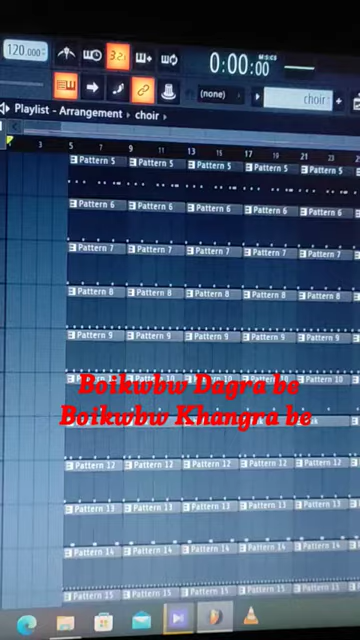 120.000
32
0:00:00
M:S:CS
(none)
choir
Playlist - Arrangement choir
3 5 7 9 11 13 15 17 19 21 23
Pattern 5 Pattern 5 Pattern 5 Pattern 5 Pattern 5
Pattern 6 Pattern 6 Pattern 6 Pattern 6 Pattern 6
Pattern 7 Pattern 7 Pattern 7 Pattern 7 Pattern 7
Pattern 8 Pattern 8 Pattern 8 Pattern 8 Pattern 8
Pattern 9 Pattern 9 Pattern 9 Pattern 9 Pattern 9
Boikwbw Dagra be
Boikwbw Khangra be
Pattern 12 Pattern 12 Pattern 12 Pattern 12 Pattern 12
Pattern 13 Pattern 13 Pattern 13 Pattern 13 Pattern 13
Pattern 14 Pattern 14 Pattern 14 Pattern 14 Pattern 14
Pattern 15 Pattern 15 Pattern 15 Pattern 15 Pattern 15